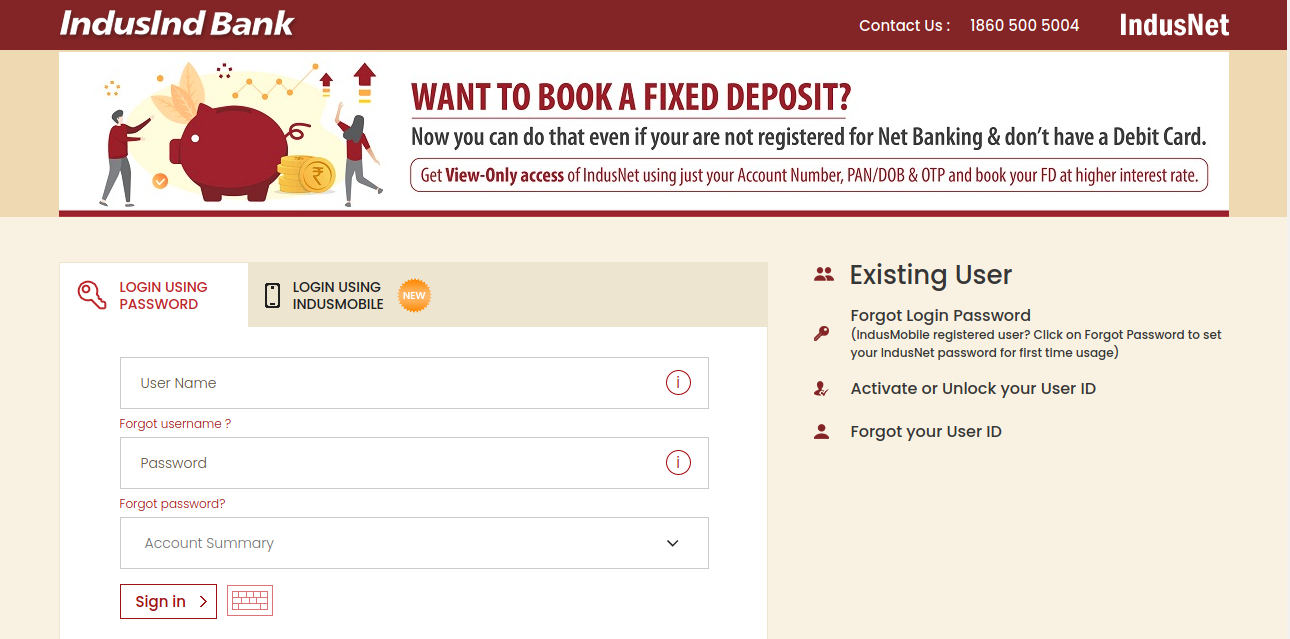 IndusInd Bank
Contact Us : 1860 500 5004
IndusNet
WANT TO BOOK A FIXED DEPOSIT?
Now you can do that even if your are not registered for Net Banking & don't have a Debit Card.
Get View-Only access of IndusNet using just your Account Number, PAN/DOB & OTP and book your FD at higher interest rate.
₹
LOGIN USING
PASSWORD
LOGIN USING
INDUSMOBILE
NEW
User Name
i
Forgot username ?
Password
i
Forgot password?
Account Summary
Sign in
Existing User
Forgot Login Password
(IndusMobile registered user? Click on Forgot Password to set
your IndusNet password for first time usage)
Activate or Unlock your User ID
Forgot your User ID